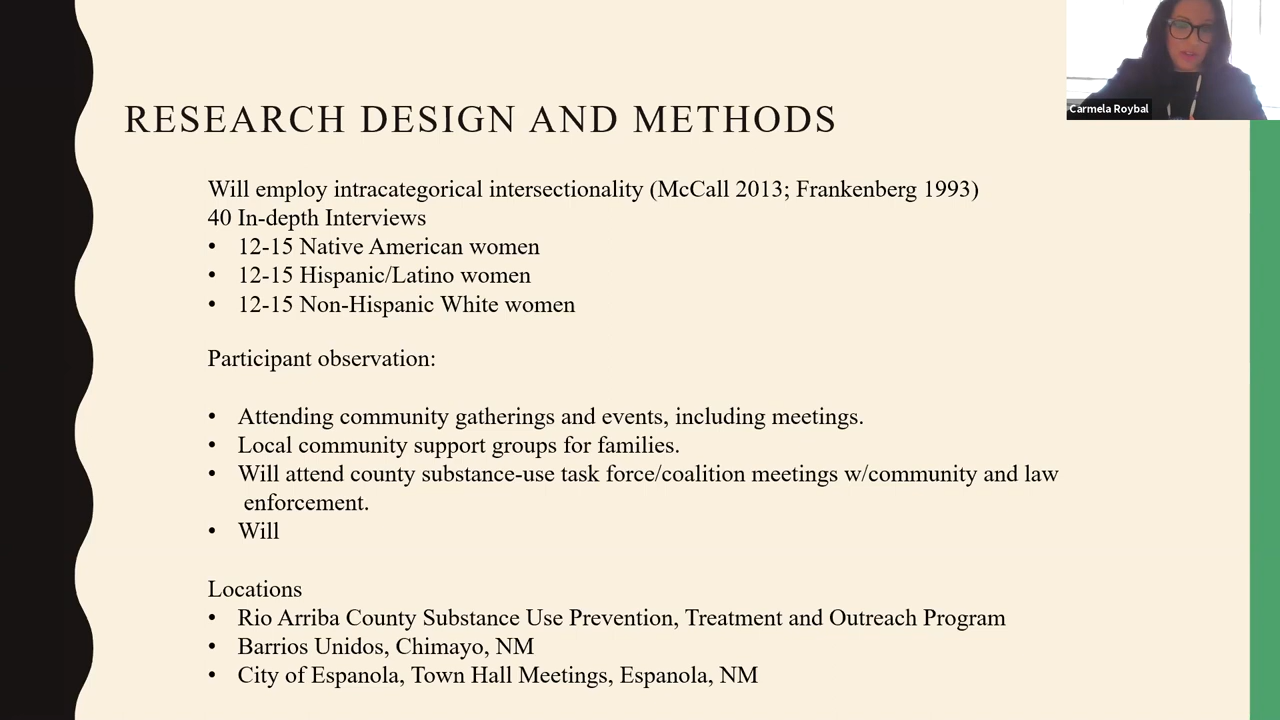 Carmela Roybal
RESEARCH DESIGN AND METHODS
Will employ intracategorical intersectionality (McCall 2013; Frankenberg 1993)
40 In-depth Interviews
• 12-15 Native American women
• 12-15 Hispanic/Latino women
• 12-15 Non-Hispanic White women
Participant observation:
• Attending community gatherings and events, including meetings.
• Local community support groups for families.
• Will attend county substance-use task force/coalition meetings w/community and law
enforcement.
• Will
Locations
• Rio Arriba County Substance Use Prevention, Treatment and Outreach Program
• Barrios Unidos, Chimayo, NM
• City of Espanola, Town Hall Meetings, Espanola, NM